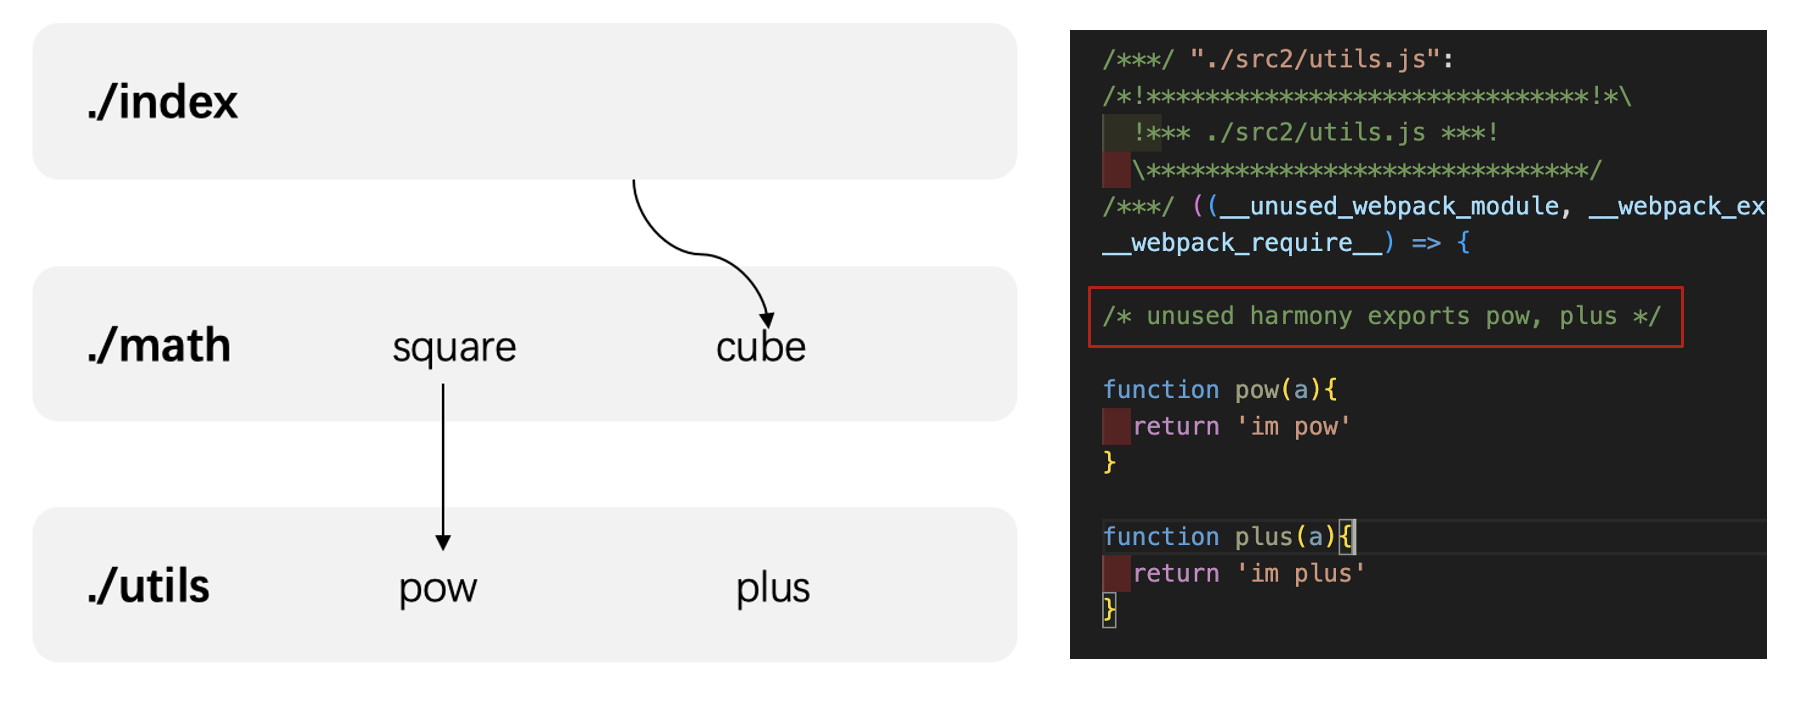 ./index
./math square cube
./utils pow plus
/***/ "./src2/utils.js":
/*!******************************!*\
  !*** ./src2/utils.js ***!
  \******************************/
/***/ ((__unused_webpack_module, __webpack_ex
__webpack_require__) => {
/* unused harmony exports pow, plus */
function pow(a){
  return 'im pow'
}
function plus(a){
  return 'im plus'
}